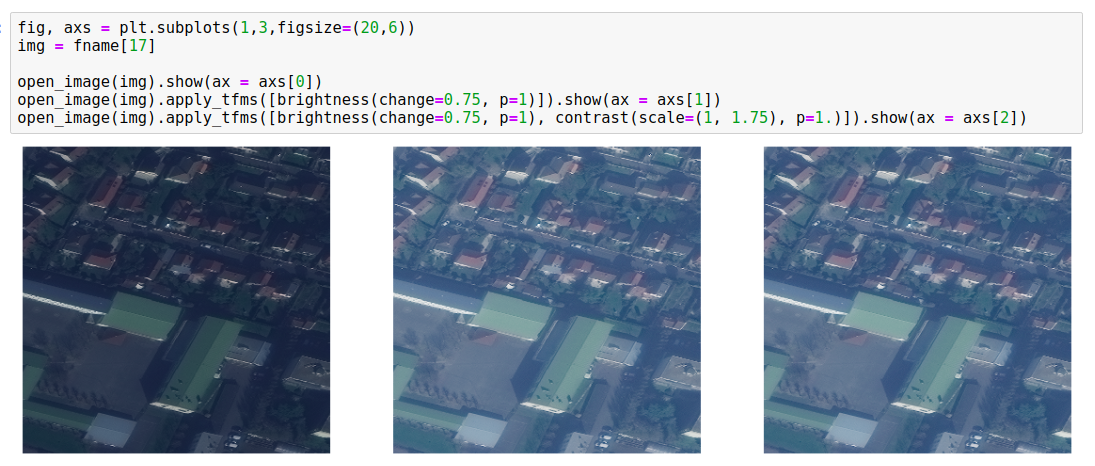 fig, axs = plt.subplots(1,3,figsize=(20,6))
img = fname[17]
open_image(img).show(ax = axs[0])
open_image(img).apply_tfms([brightness(change=0.75, p=1)]).show(ax = axs[1])
open_image(img).apply_tfms([brightness(change=0.75, p=1), contrast(scale=(1, 1.75), p=1.)]).show(ax = axs[2])